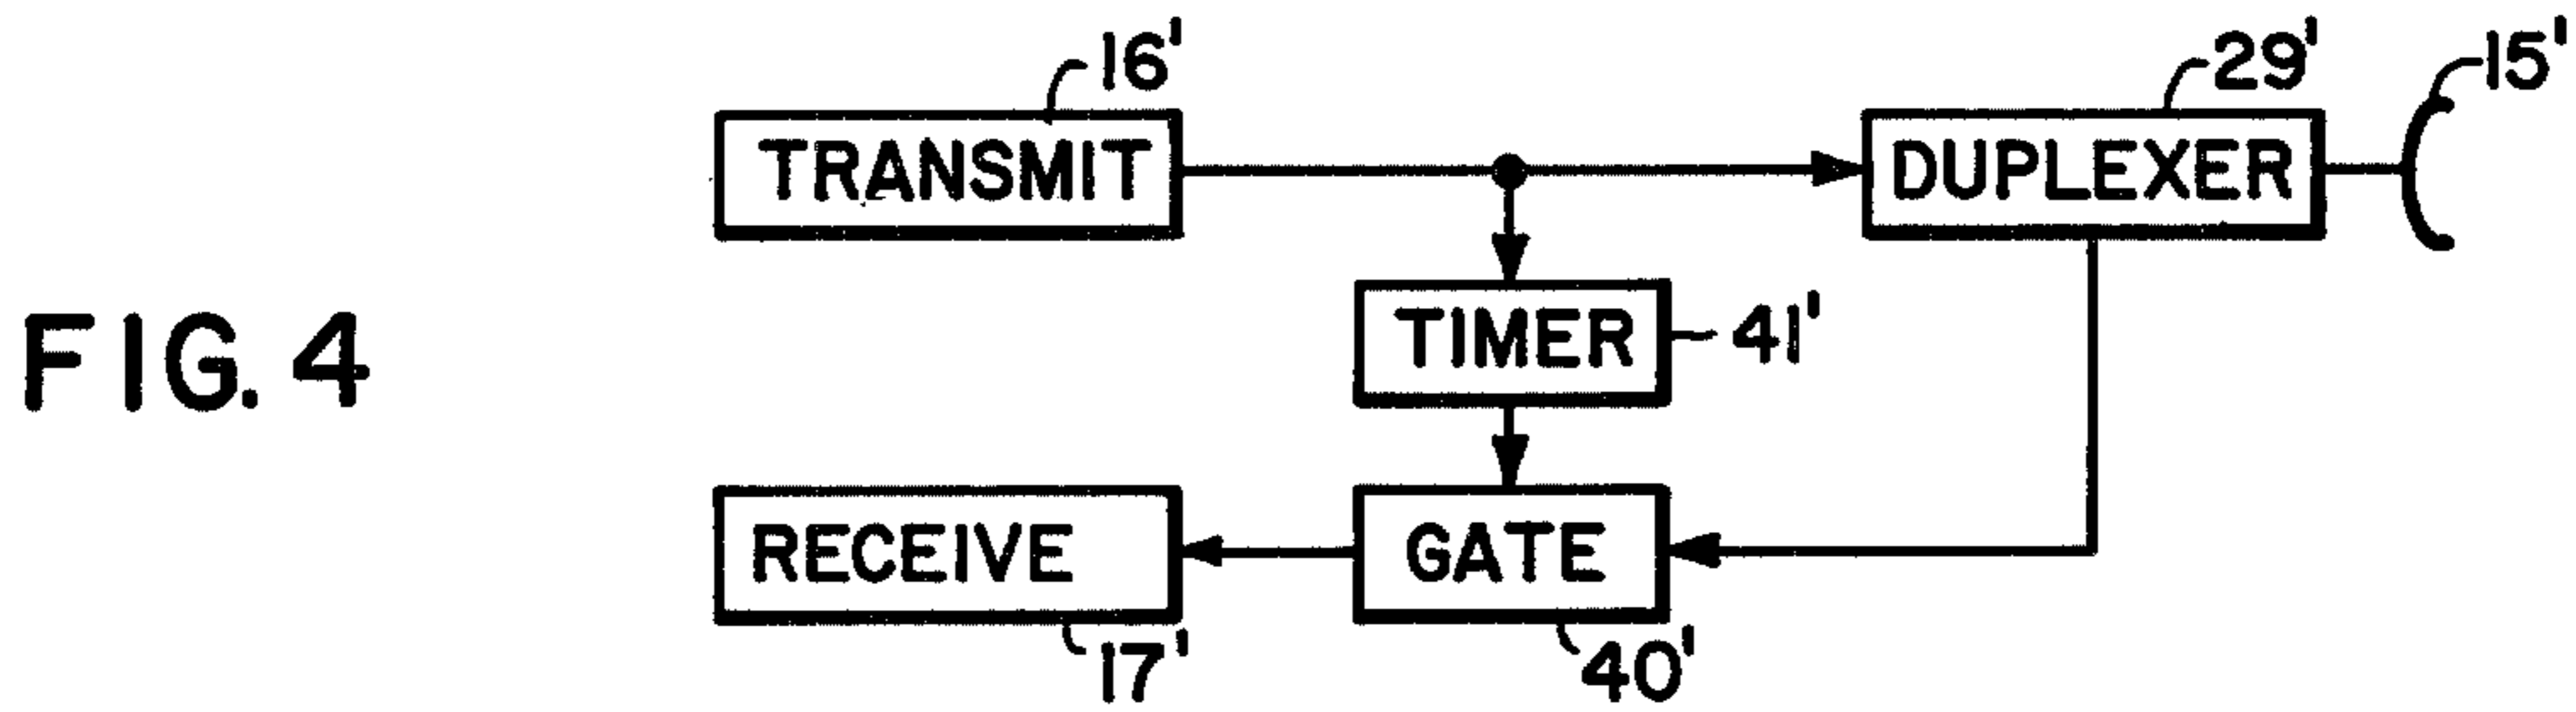 16'
29'
15'
TRANSMIT
DUPLEXER
TIMER
41'
FIG. 4
RECEIVE
GATE
17'
40'